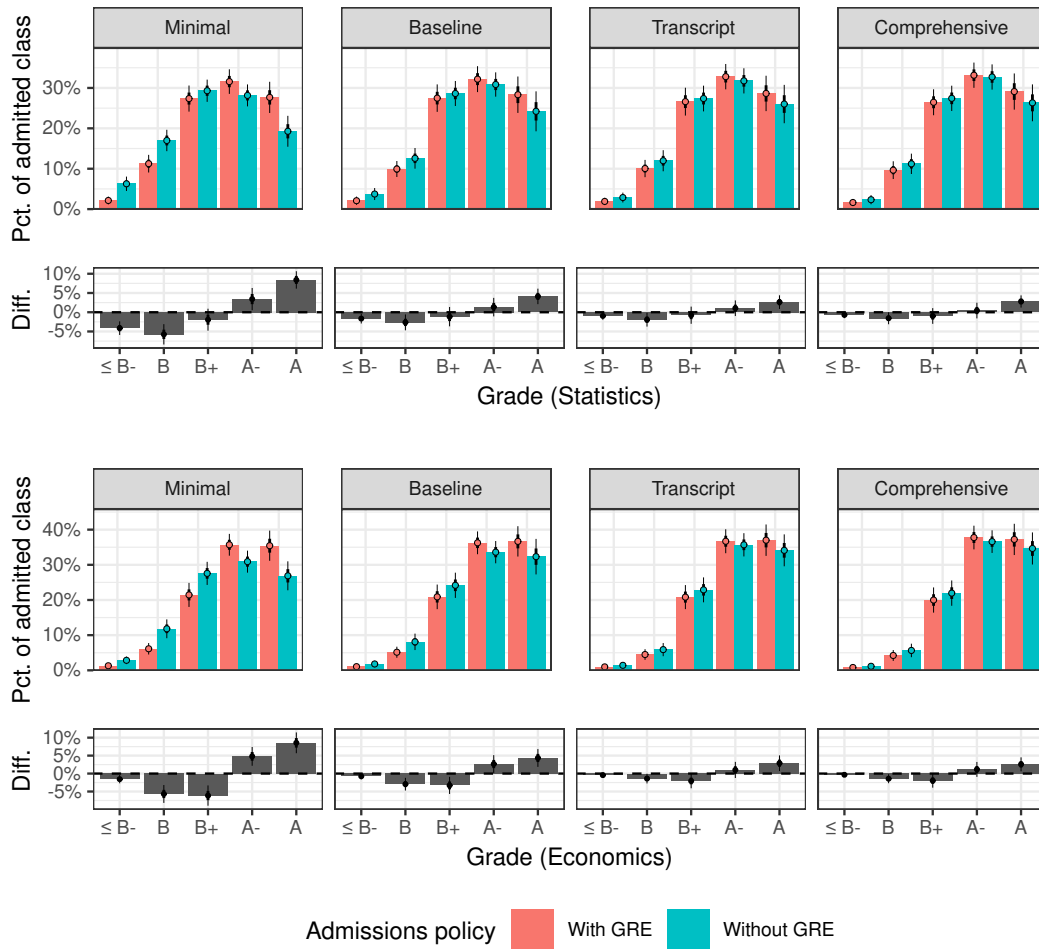 Minimal Baseline Transcript Comprehensive
Pct. of admitted class
30%
20%
10%
0%
Diff.
10%
5%
0%
-5%
≤ B- B B+ A- A ≤ B- B B+ A- A ≤ B- B B+ A- A ≤ B- B B+ A- A
Grade (Statistics)
Minimal Baseline Transcript Comprehensive
Pct. of admitted class
40%
30%
20%
10%
0%
Diff.
10%
5%
0%
-5%
≤ B- B B+ A- A ≤ B- B B+ A- A ≤ B- B B+ A- A ≤ B- B B+ A- A
Grade (Economics)
Admissions policy With GRE Without GRE